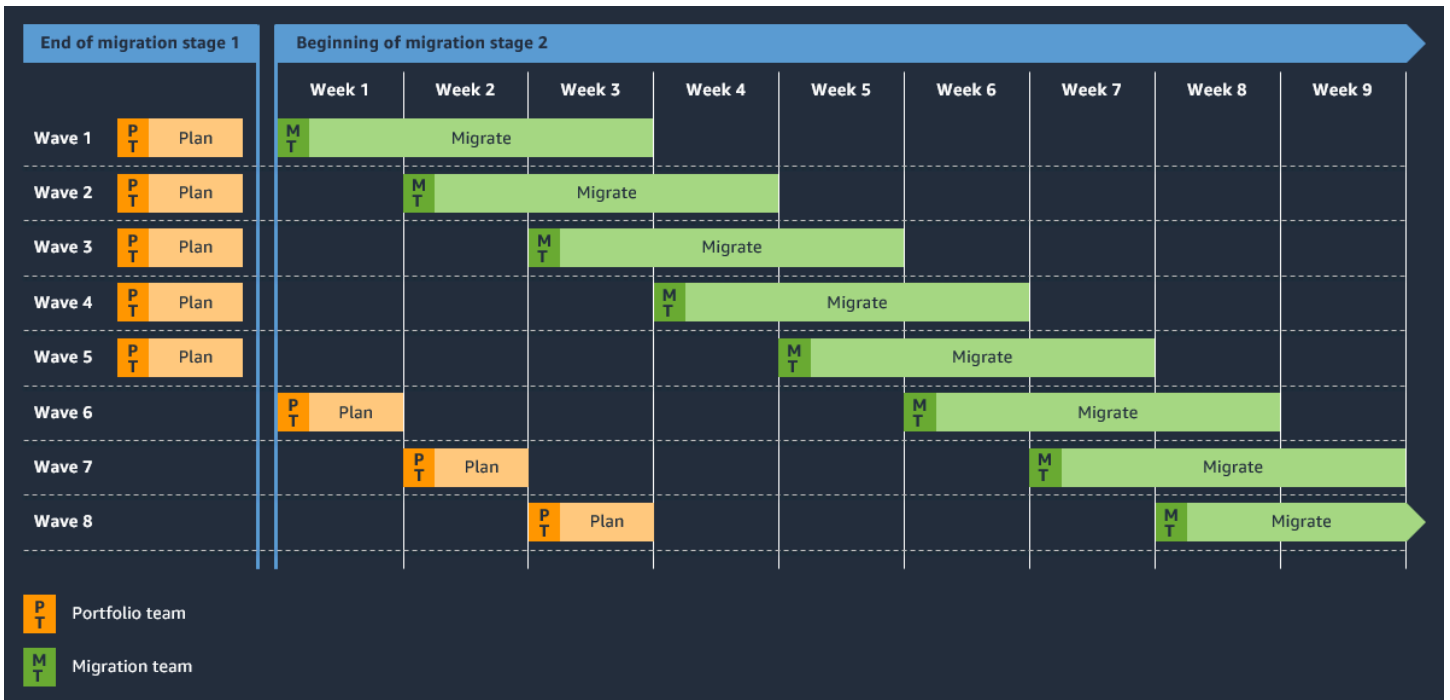 End of migration stage 1
Beginning of migration stage 2
Week 1
Week 2
Week 3
Week 4
Week 5
Week 6
Week 7
Week 8
Week 9
Wave 1
P
T
Plan
M
T
Migrate
Wave 2
P
T
Plan
M
T
Migrate
Wave 3
P
T
Plan
M
T
Migrate
Wave 4
P
T
Plan
M
T
Migrate
Wave 5
P
T
Plan
M
T
Migrate
Wave 6
P
T
Plan
M
T
Migrate
Wave 7
P
T
Plan
M
T
Migrate
Wave 8
P
T
Plan
M
T
Migrate
P
T
Portfolio team
M
T
Migration team